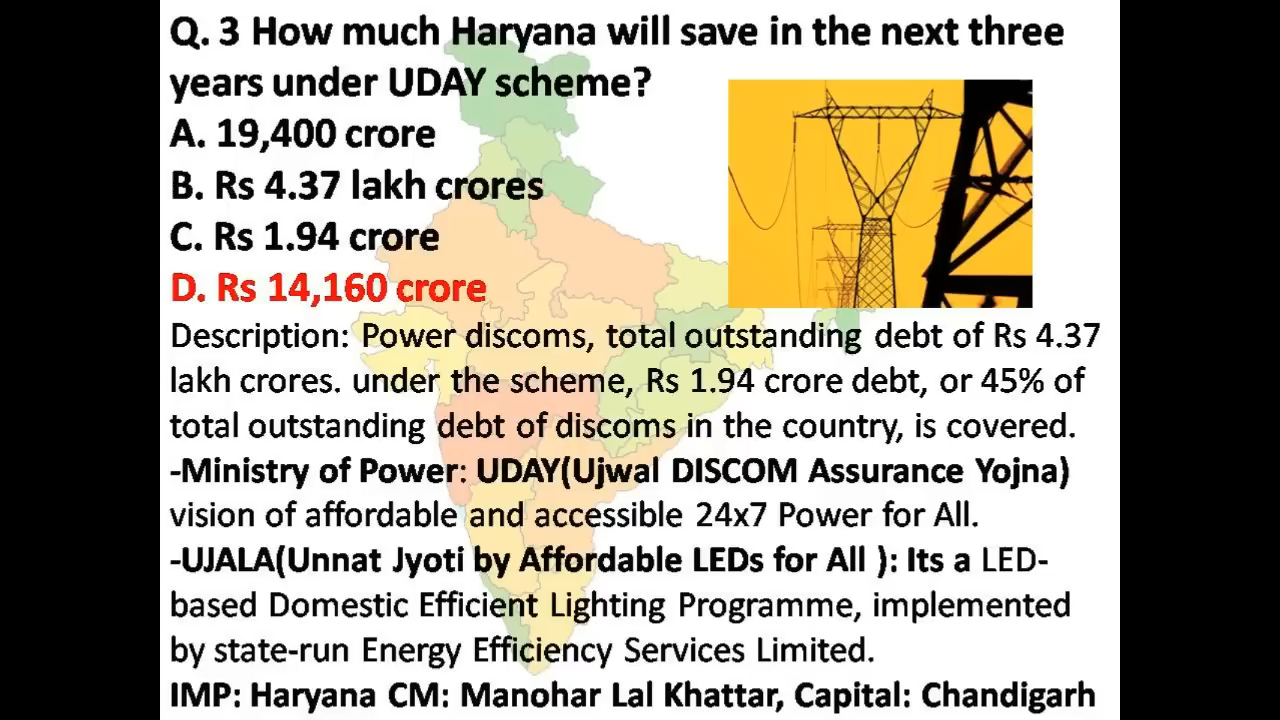 Q. 3 How much Haryana will save in the next three
years under UDAY scheme?
A. 19,400 crore
B. Rs 4.37 lakh crores
C. Rs 1.94 crore
D. Rs 14,160 crore
Description: Power discoms, total outstanding debt of Rs 4.37
lakh crores. under the scheme, Rs 1.94 crore debt, or 45% of
total outstanding debt of discoms in the country, is covered.
-Ministry of Power: UDAY(Ujwal DISCOM Assurance Yojna)
vision of affordable and accessible 24x7 Power for All.
-UJALA(Unnat Jyoti by Affordable LEDs for All ): Its a LED-
based Domestic Efficient Lighting Programme, implemented
by state-run Energy Efficiency Services Limited.
IMP: Haryana CM: Manohar Lal Khattar, Capital: Chandigarh